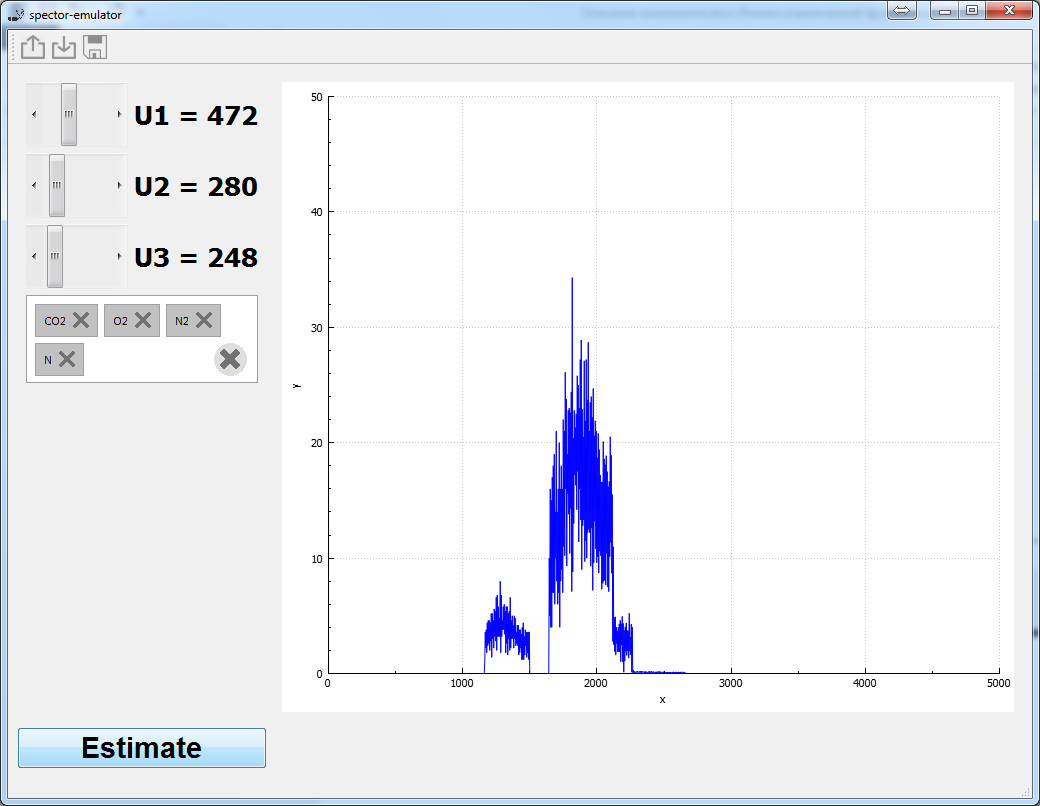 spector-emulator
U1 = 472
U2 = 280
U3 = 248
CO2 O2 N2
N
Estimate
50
40
30
20
10
0
Y
0 1000 2000 3000 4000 5000
x